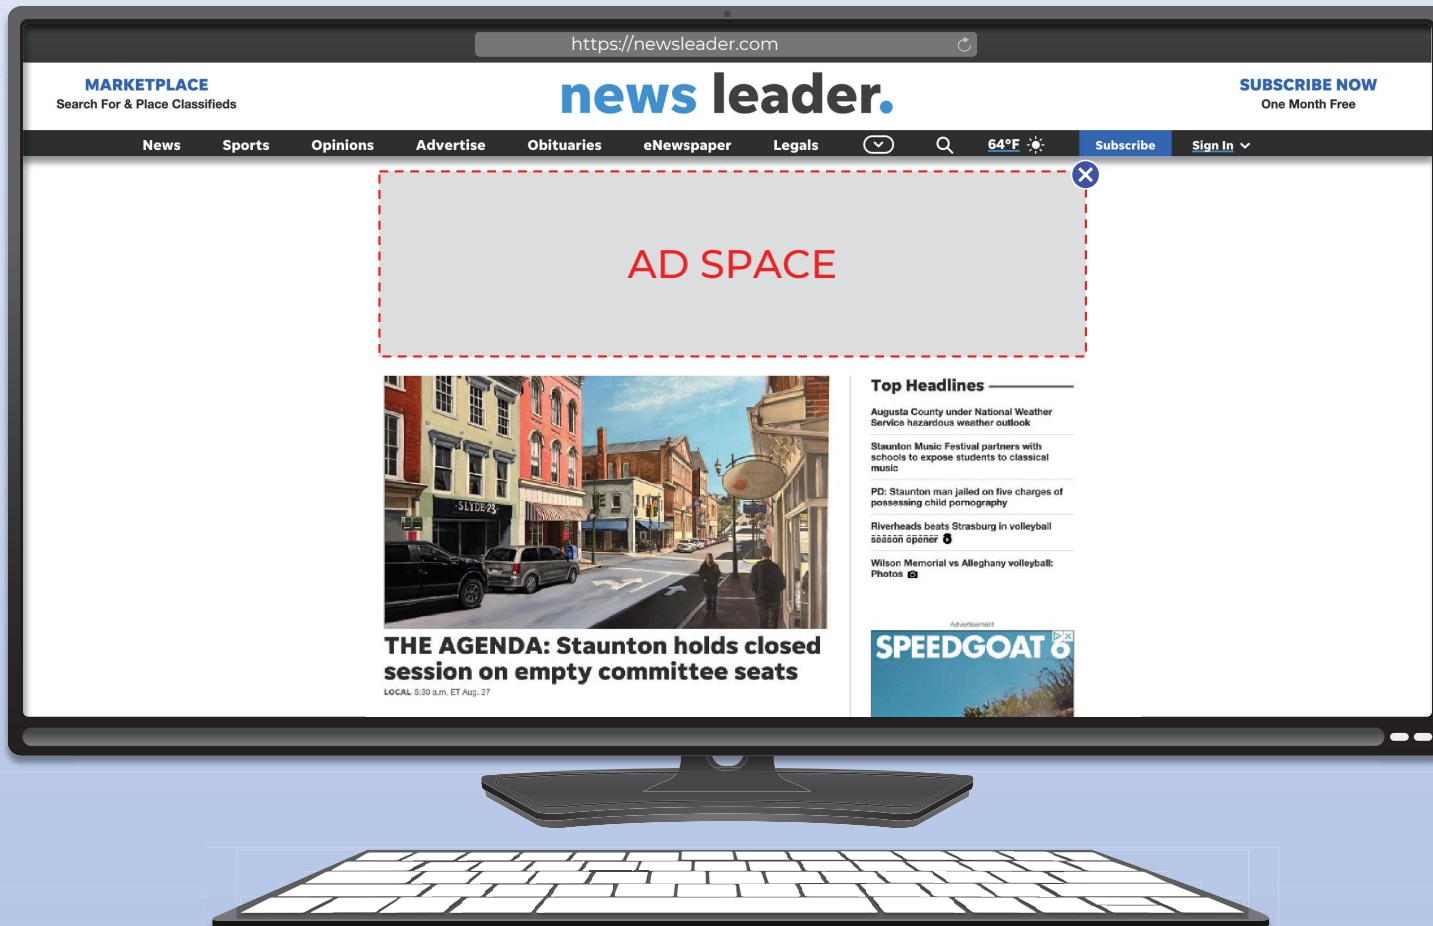 https://newsleader.com
MARKETPLACE
Search For & Place Classifieds
news leader.
SUBSCRIBE NOW
One Month Free
News Sports Opinions Advertise Obituaries eNewspaper Legals 64°F Subscribe Sign In
AD SPACE
SLYDE 23
THE AGENDA: Staunton holds closed
session on empty committee seats
LOCAL 5:30 a.m. ET Aug. 27
Top Headlines
Augusta County under National Weather
Service hazardous weather outlook
Staunton Music Festival partners with
schools to expose students to classical
music
PD: Staunton man jailed on five charges of
possessing child pornography
Riverheads beats Strasburg in volleyball
season opener
Wilson Memorial vs Alleghany volleyball:
Photos
Advertisement
SPEEDGOAT 6